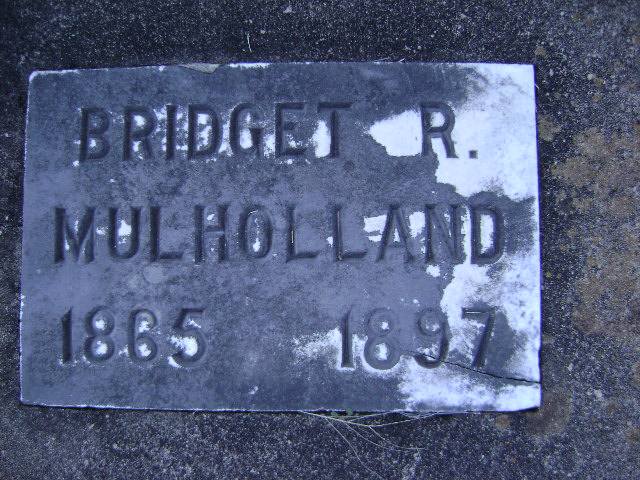 BRIDGET R.
MULHOLLAND
1865 1897